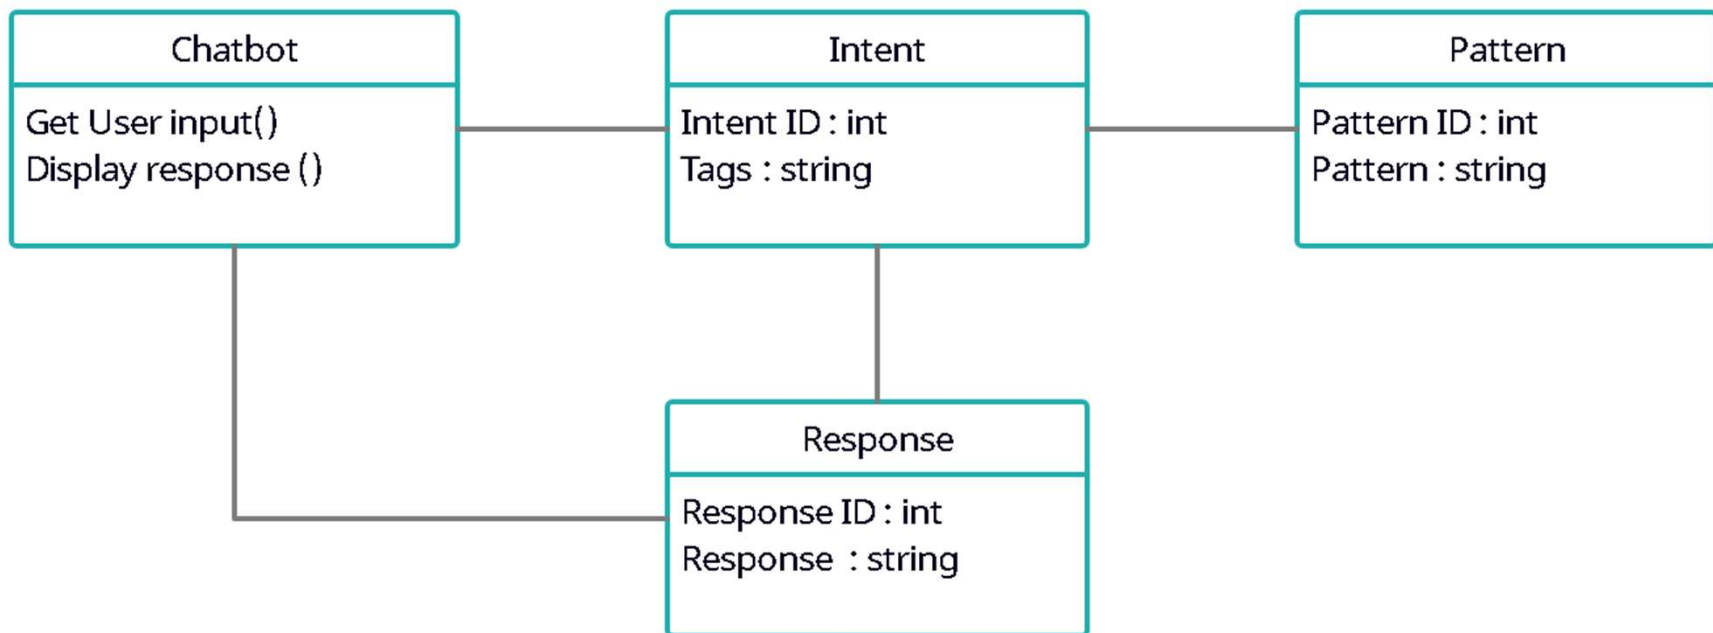 Chatbot
Get User input()
Display response ()
Intent
Intent ID : int
Tags : string
Pattern
Pattern ID : int
Pattern : string
Response
Response ID : int
Response  : string